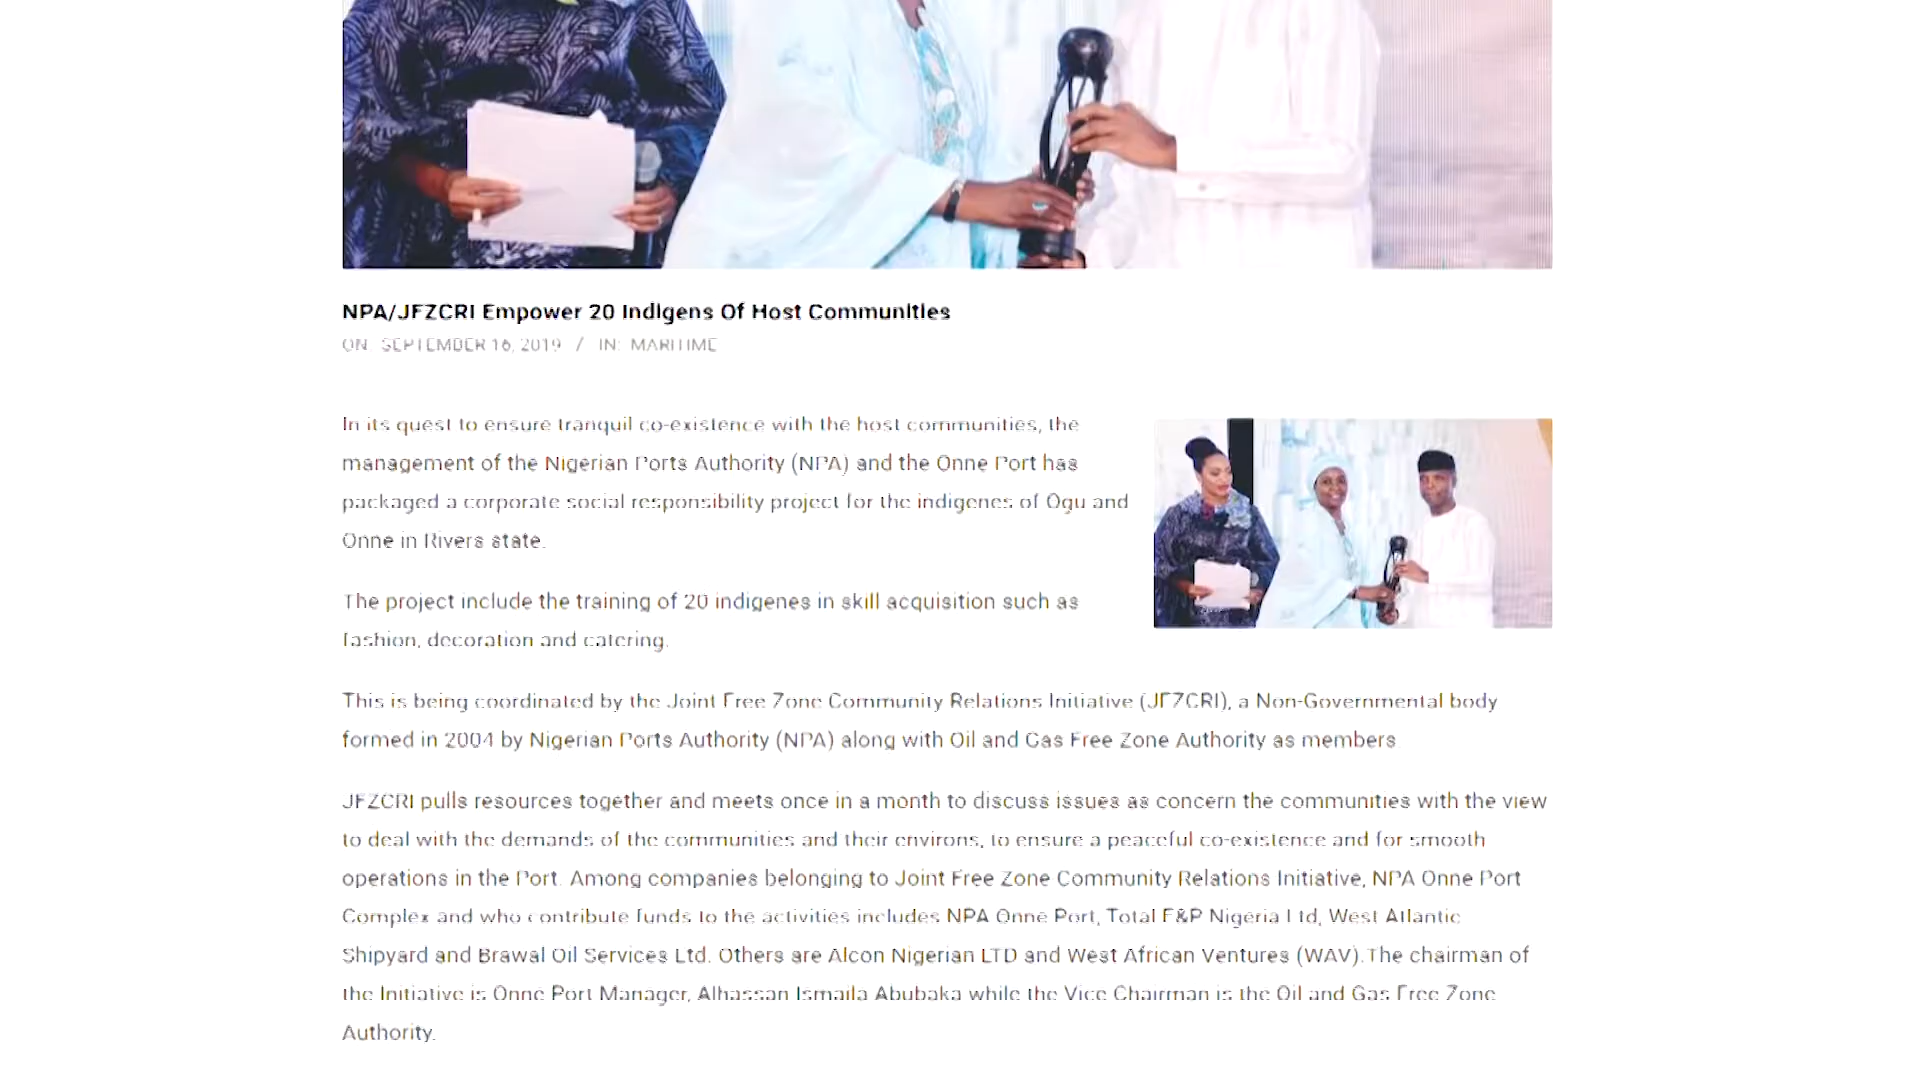 NPA/JFZCRI Empower 20 Indigens Of Host Communities
ON: SEPTEMBER 16, 2019 / IN: MARITIME
In its quest to ensure tranquil co-existence with the host communities, the
management of the Nigerian Ports Authority (NPA) and the Onne Port has
packaged a corporate social responsibility project for the indigenes of Ogu and
Onne in Rivers state.
The project include the training of 20 indigenes in skill acquisition such as
fashion, decoration and catering.
This is being coordinated by the Joint Free Zone Community Relations Initiative (JFZCRI), a Non-Governmental body
formed in 2004 by Nigerian Ports Authority (NPA) along with Oil and Gas Free Zone Authority as members
JFZCRI pulls resources together and meets once in a month to discuss issues as concern the communities with the view
to deal with the demands of the communities and their environs, to ensure a peaceful co-existence and for smooth
operations in the Port. Among companies belonging to Joint Free Zone Community Relations Initiative, NPA Onne Port
Complex and who contribute funds to the activities includes NPA Onne Port, Total E&P Nigeria Ltd, West Atlantic
Shipyard and Brawal Oil Services Ltd. Others are Alcon Nigerian LTD and West African Ventures (WAV).The chairman of
the Initiative is Onne Port Manager, Alhassan Ismaila Abubaka while the Vice Chairman is the Oil and Gas Free Zone
Authority.